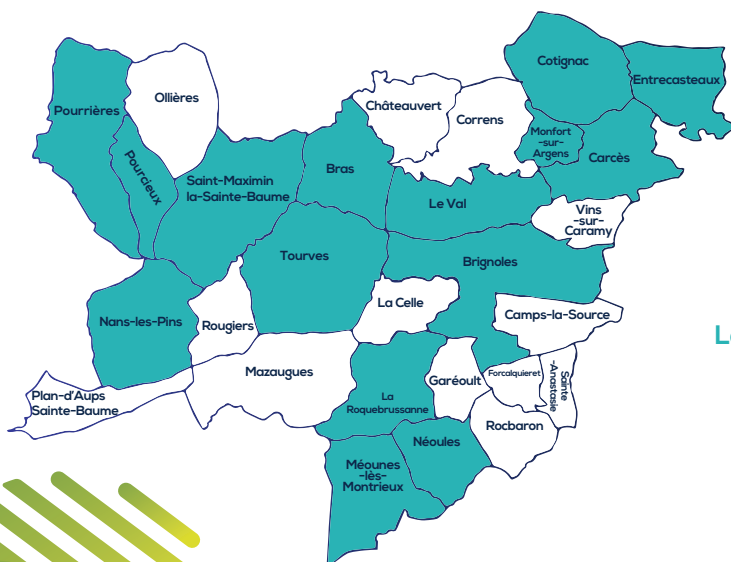 Cotignac
Entrecasteaux
Ollières
Pourrières
Châteauvert
Correns
Monfort
-sur-
Argens
Carcès
Pourcieux
Saint-Maximin
la-Sainte-Baume
Bras
Le Val
Vins
-sur-
Caramy
Tourves
Brignoles
La Celle
Camps-la-Source
Nans-les-Pins
Rougiers
Mazaugues
Garéoult
Forcalquieret
Sainte
-Anastasie
Plan-d'Aups
Sainte-Baume
La
Roquebrussanne
Rocbaron
Néoules
Méounes
-lès-
Montrieux